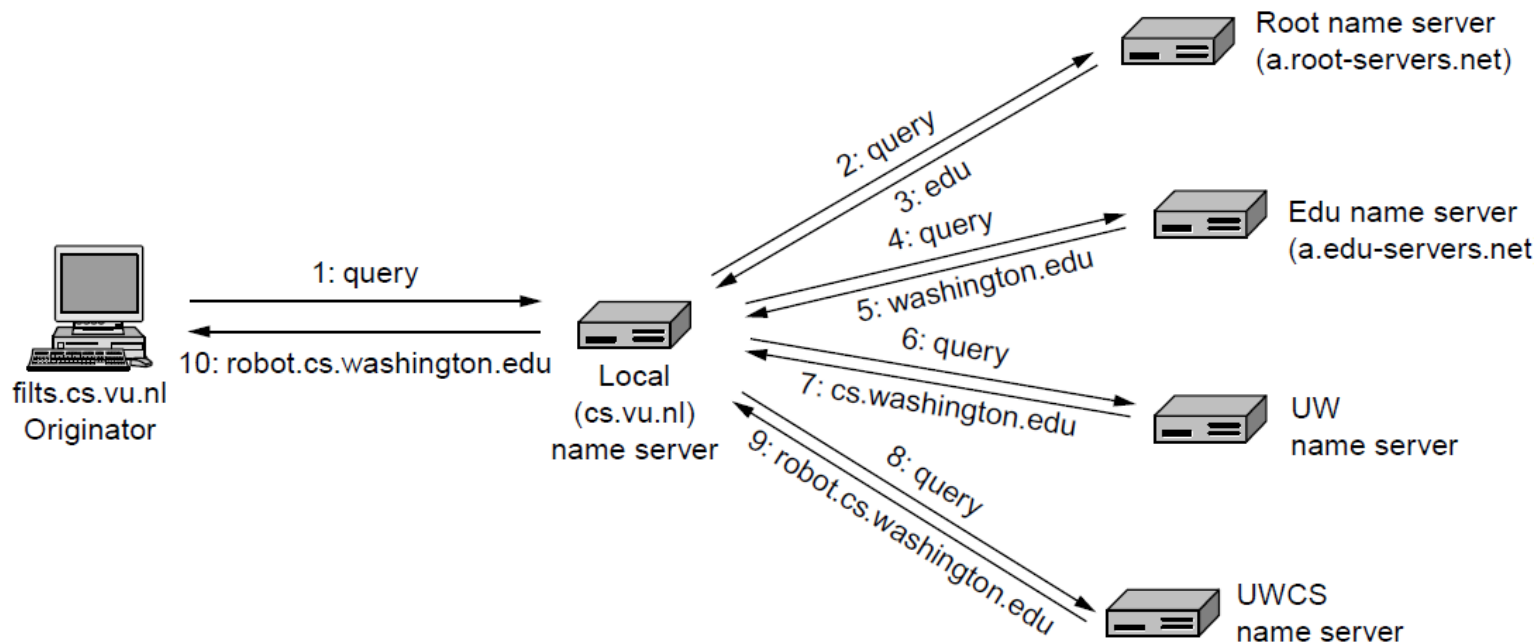 Root name server
(a.root-servers.net)
2: query
3: edu
4: query
Edu name server
(a.edu-servers.net
5: washington.edu
1: query
10: robot.cs.washington.edu
filts.cs.vu.nl
Originator
Local
(cs.vu.nl)
name server
6: query
7: cs.washington.edu
UW
name server
8: query
9: robot.cs.washington.edu
UWCS
name server